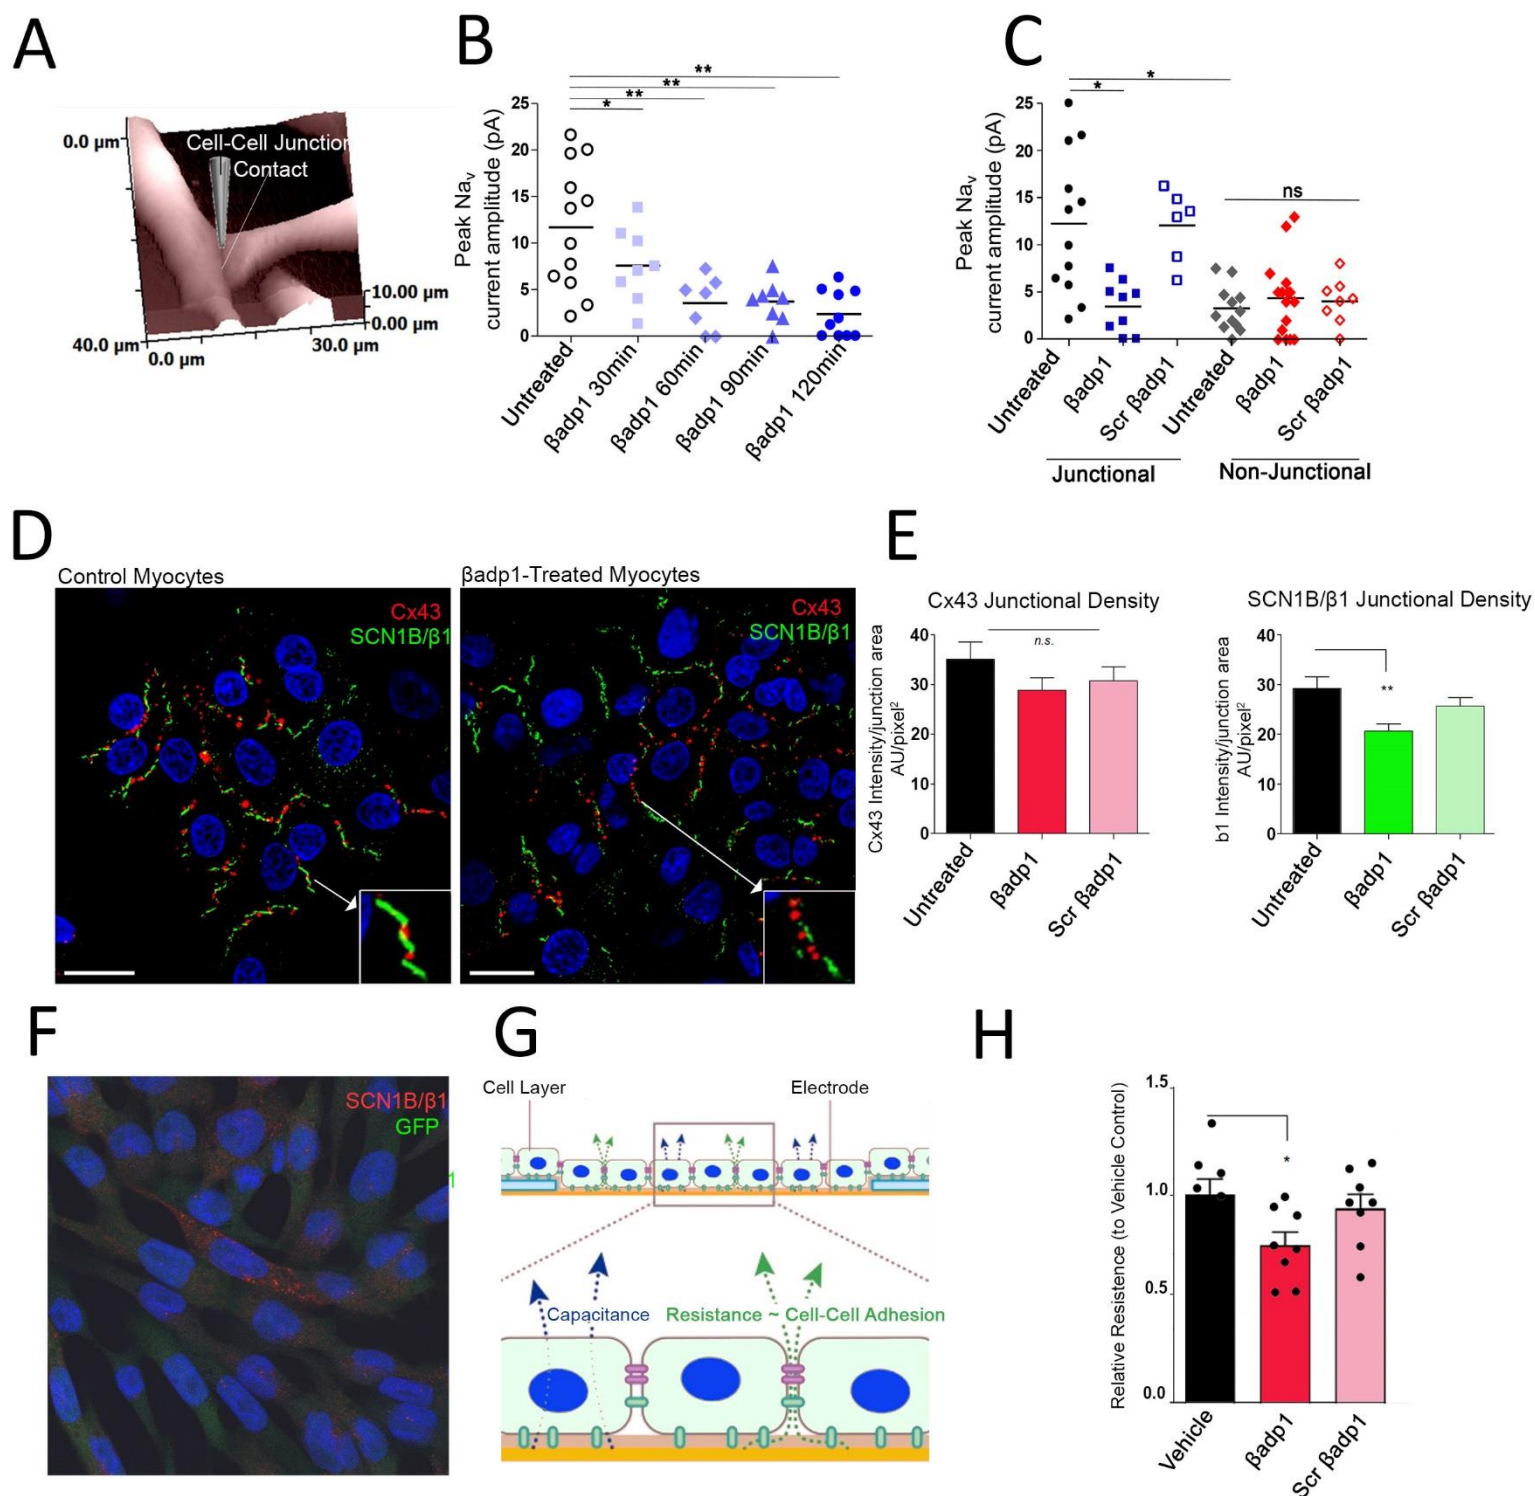 A
0.0 µm
Cell-Cell Junction
Contact
10.00 µm
0.00 µm
40.0 µm
0.0 µm
30.0 µm
B
Peak Nav
current amplitude (pA)
25
20
15
10
5
0
**
**
**
*
Untreated
βadp1 30min
βadp1 60min
βadp1 90min
βadp1 120min
C
Peak Nav
current amplitude (pA)
25
20
15
10
5
0
*
*
ns
Untreated
βadp1
Scr βadp1
Untreated
βadp1
Scr βadp1
Junctional
Non-Junctional
D
Control Myocytes
Cx43
SCN1B/β1
βadp1-Treated Myocytes
Cx43
SCN1B/β1
E
Cx43 Junctional Density
Cx43 Intensity/junction area
AU/pixel²
40
30
20
10
0
n.s.
Untreated
βadp1
Scr βadp1
SCN1B/β1 Junctional Density
b1 Intensity/junction area
AU/pixel²
40
30
20
10
0
**
Untreated
βadp1
Scr βadp1
F
SCN1B/β1
GFP
1
G
Cell Layer
Electrode
Capacitance
Resistance ~ Cell-Cell Adhesion
H
Relative Resistence (to Vehicle Control)
1.5
1.0
0.5
0.0
*
Vehicle
βadp1
Scr βadp1